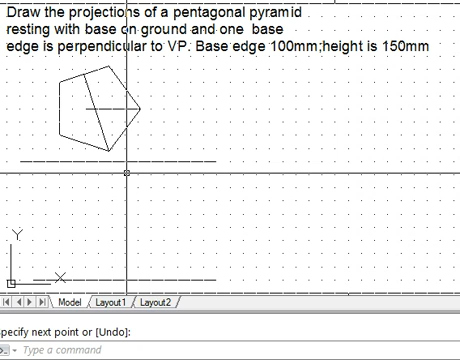 Draw the projections of a pentagonal pyramid
resting with base on ground and one base
edge is perpendicular to VP. Base edge 100mm;height is 150mm
Y
X
Model Layout1 Layout2
Specify next point or [Undo]:
Type a command